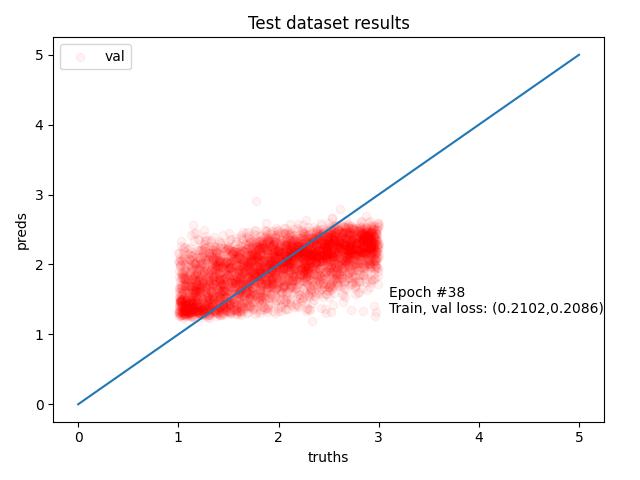 Test dataset results
val
5
4
3
2
1
0
preds
Epoch #38
Train, val loss: (0.2102,0.2086)
0 1 2 3 4 5
truths